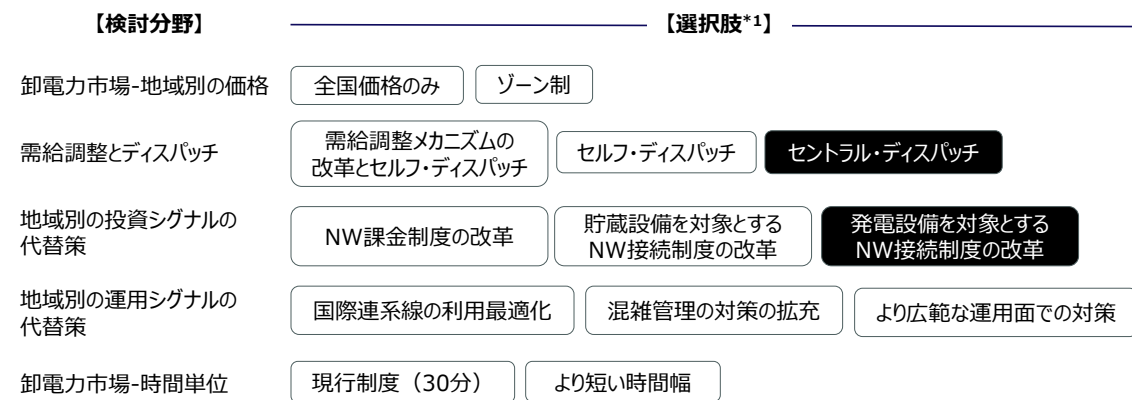 【検討分野】 【選択肢*1】
卸電力市場-地域別の価格 全国価格のみ ゾーン制
需給調整とディスパッチ 需給調整メカニズムの
改革とセルフ・ディスパッチ セルフ・ディスパッチ セントラル・ディスパッチ
地域別の投資シグナルの
代替策 NW課金制度の改革 貯蔵設備を対象とする
NW接続制度の改革 発電設備を対象とする
NW接続制度の改革
地域別の運用シグナルの
代替策 国際連系線の利用最適化 混雑管理の対策の拡充 より広範な運用面での対策
卸電力市場-時間単位 現行制度（30分） より短い時間幅